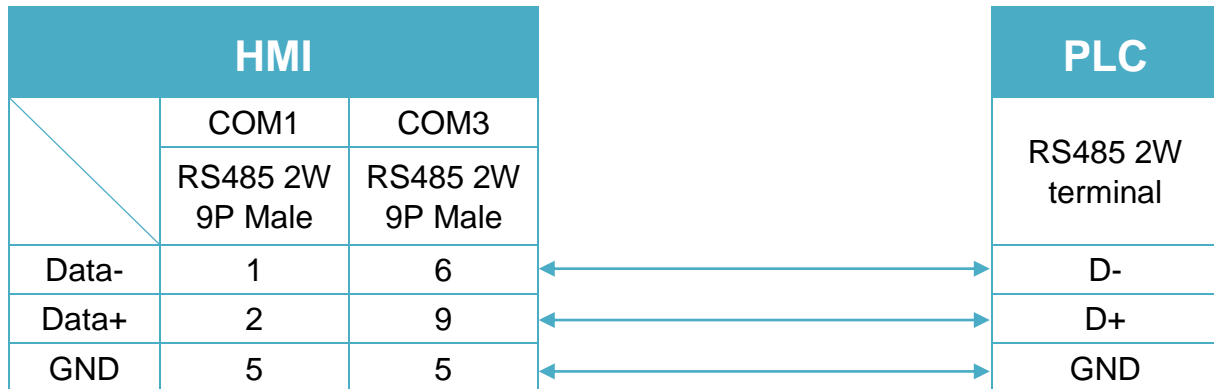 HMI PLC
COM1 COM3
RS485 2W RS485 2W
9P Male 9P Male
RS485 2W
terminal
Data- 1 6 D-
Data+ 2 9 D+
GND 5 5 GND